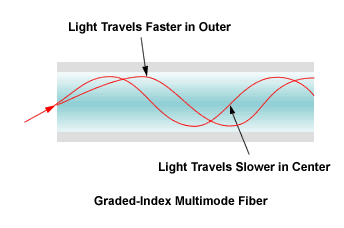 Light Travels Faster in Outer
Light Travels Slower in Center
Graded-Index Multimode Fiber